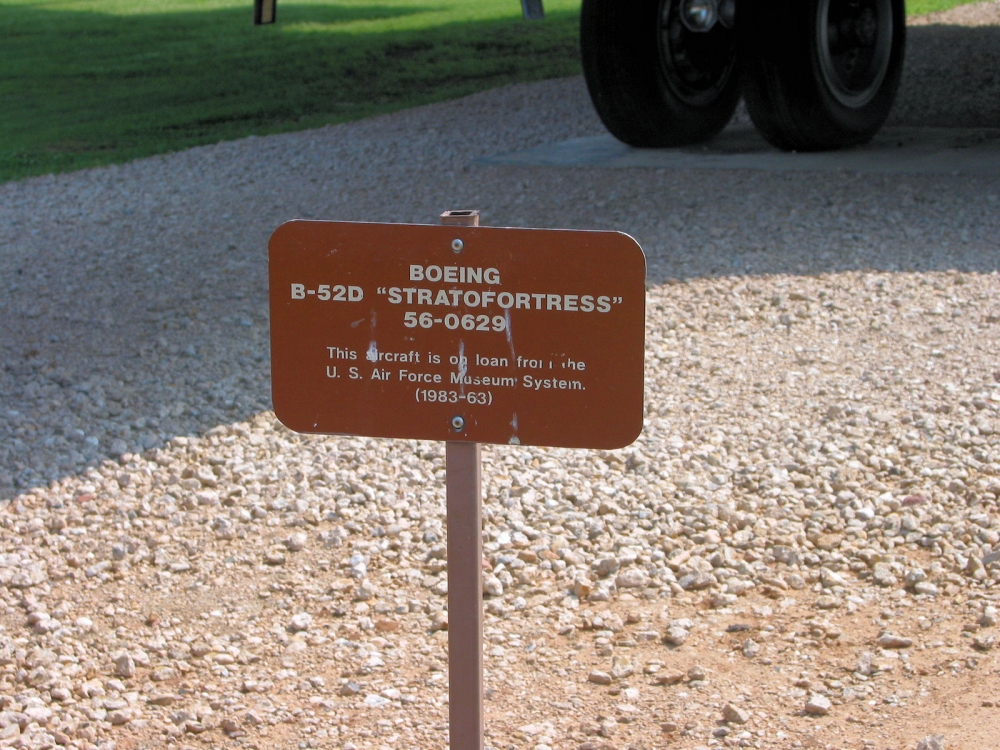 BOEING
B-52D “STRATOFORTRESS”
56-0629
This aircraft is on loan from the
U. S. Air Force Museum System.
(1983-63)